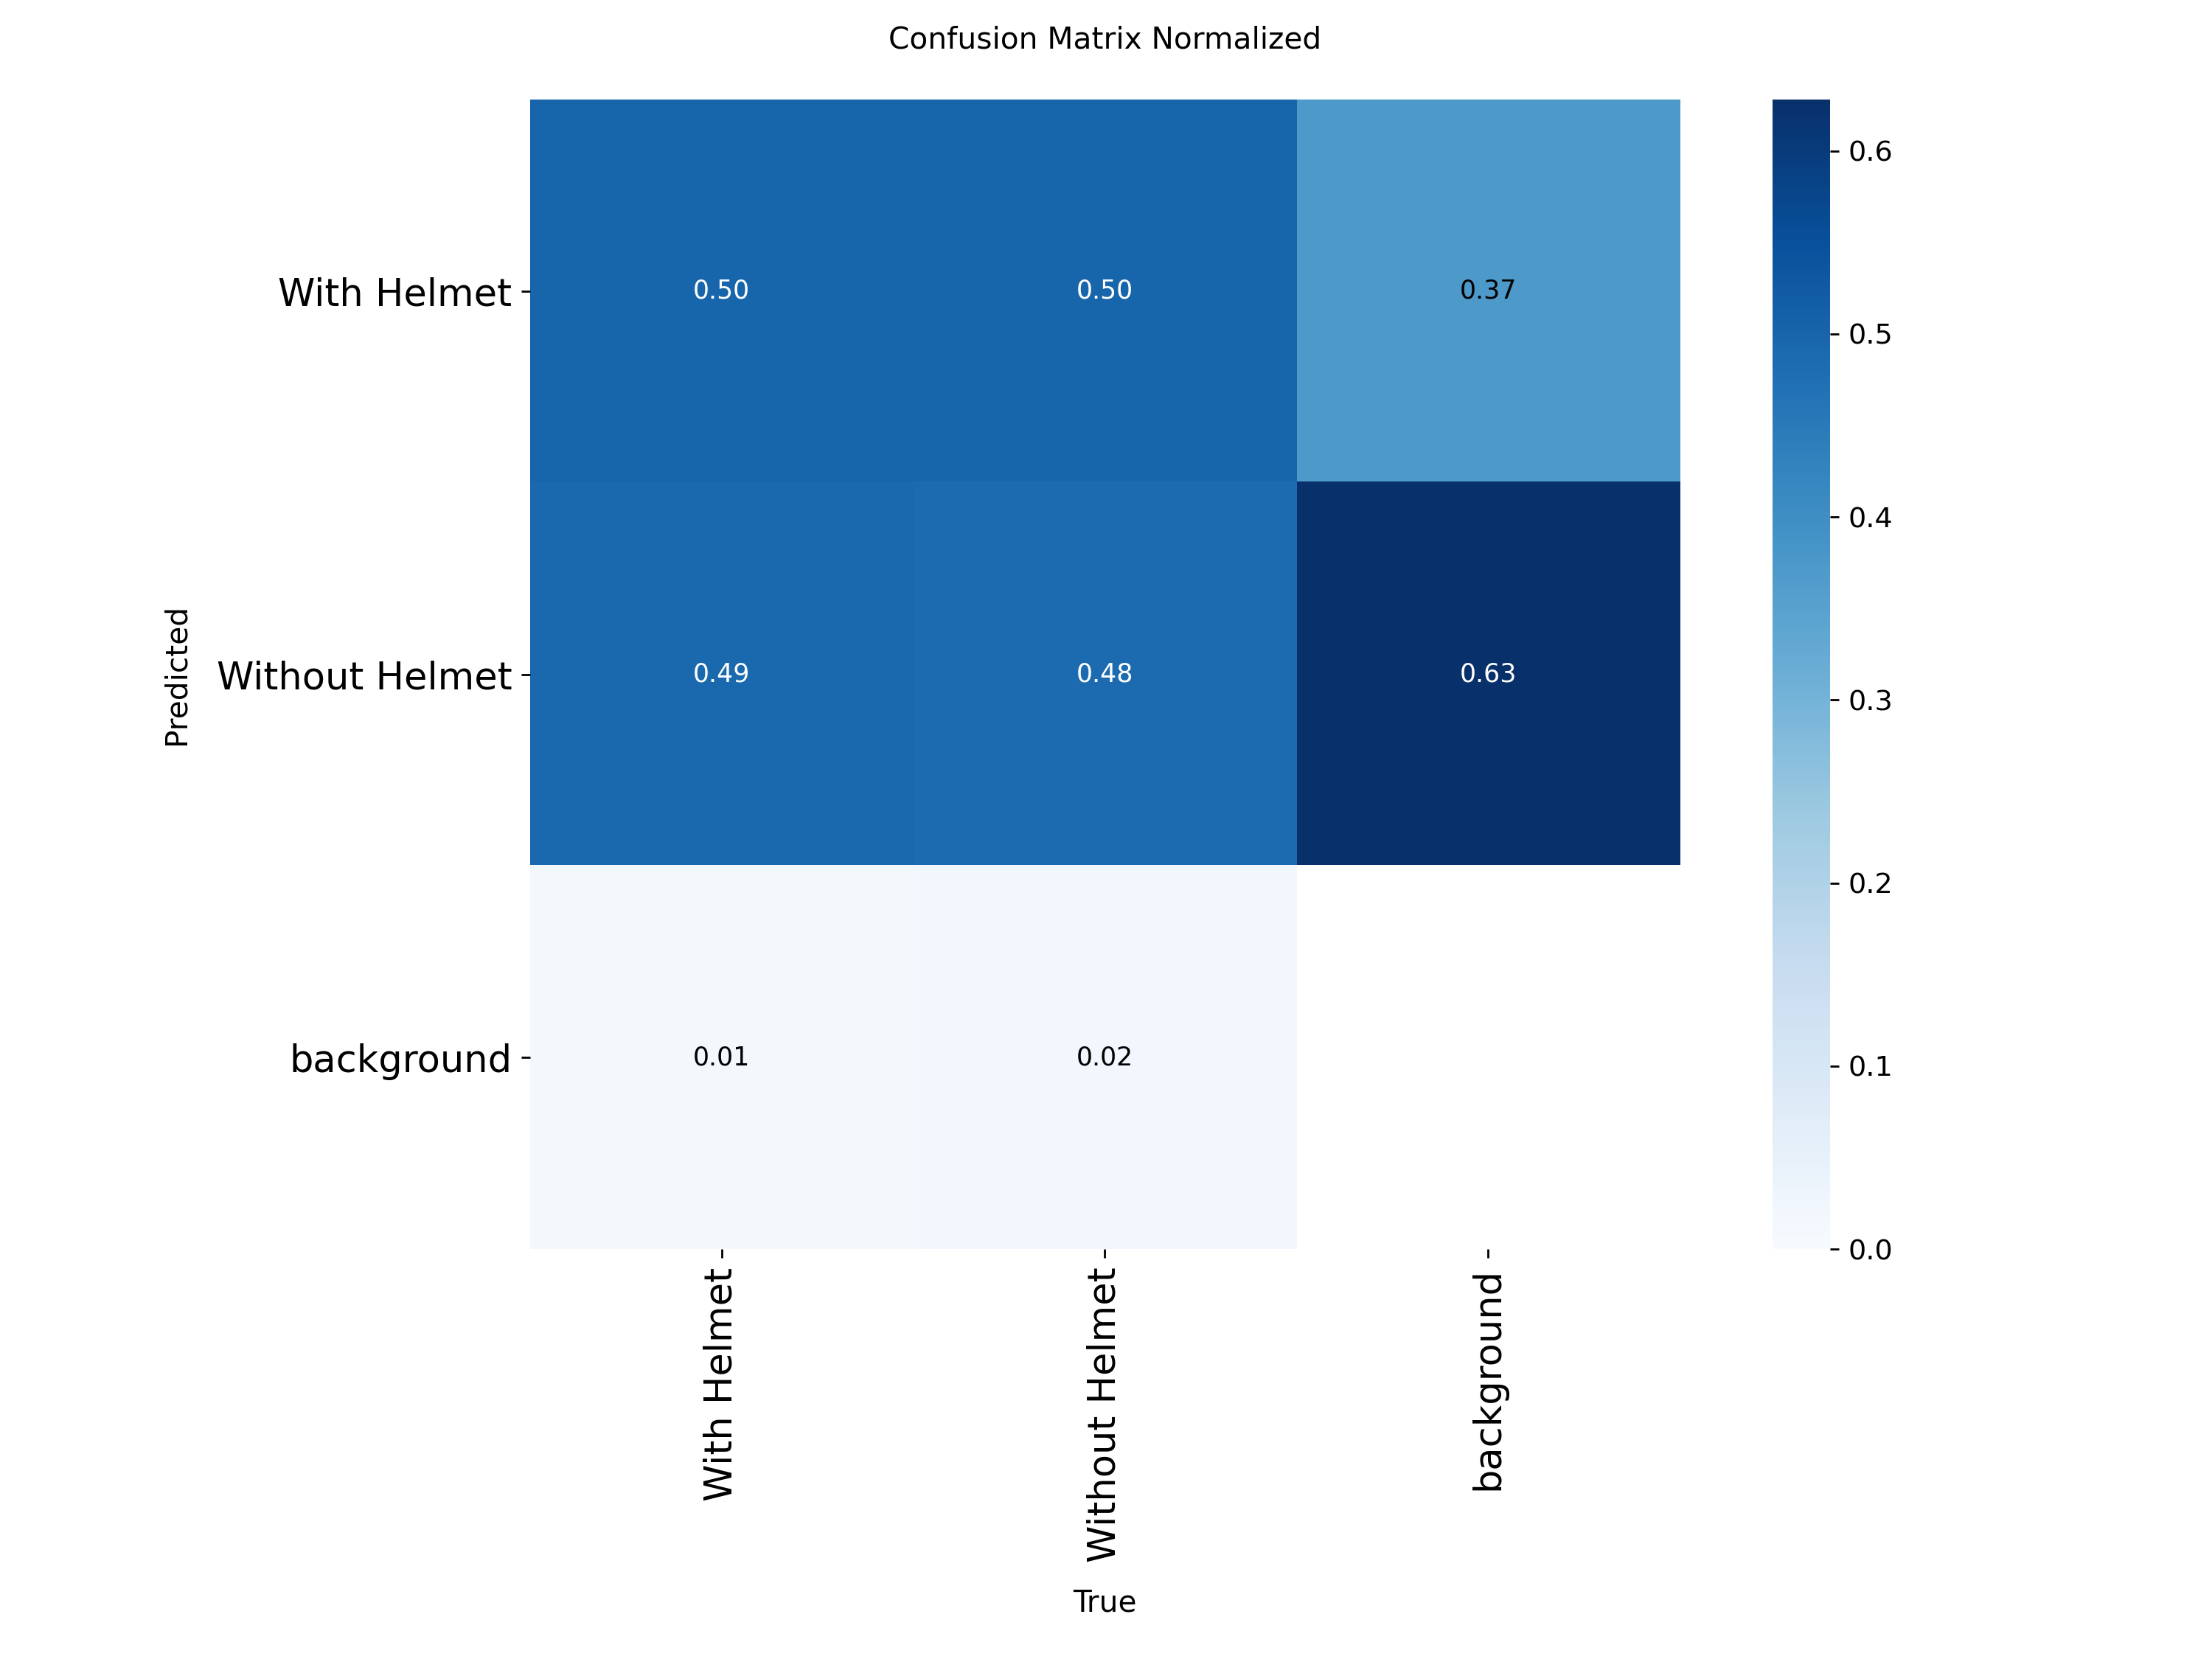 Confusion Matrix Normalized
With Helmet
0.50
0.50
0.37
Without Helmet
0.49
0.48
0.63
background
0.01
0.02
Predicted
With Helmet
Without Helmet
background
True
0.6
0.5
0.4
0.3
0.2
0.1
0.0